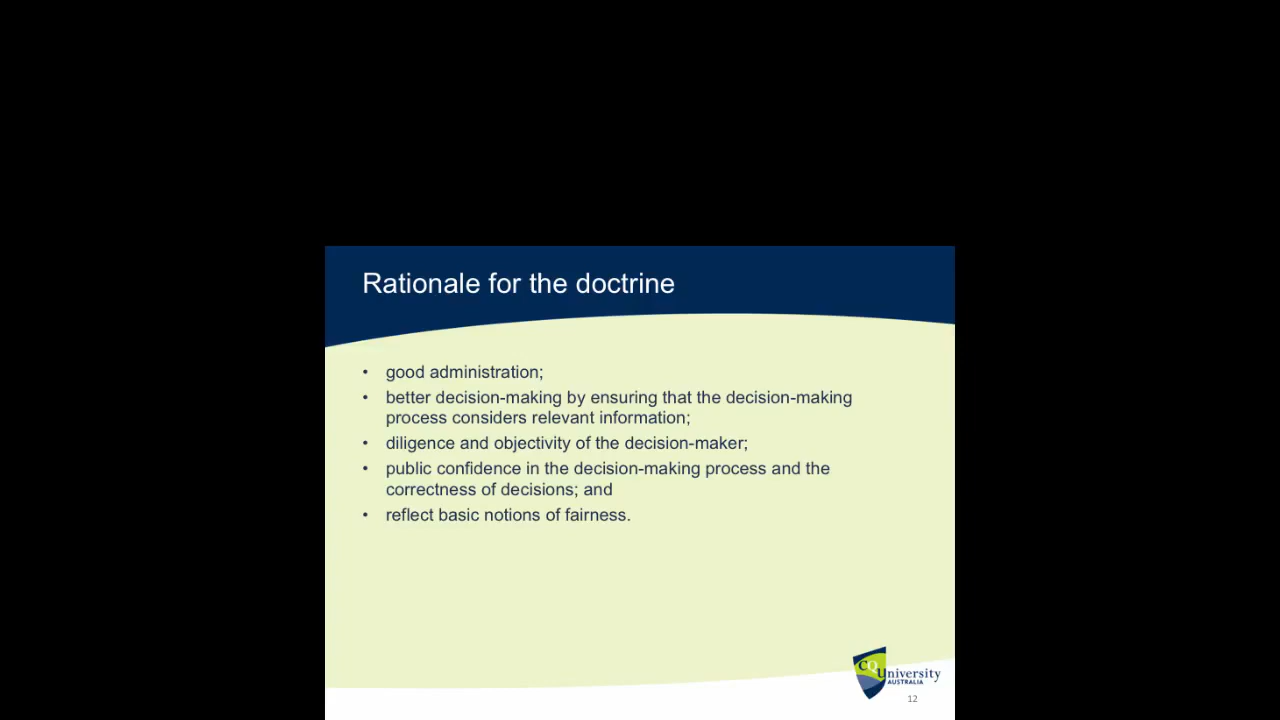 Rationale for the doctrine
• good administration;
• better decision-making by ensuring that the decision-making
process considers relevant information;
• diligence and objectivity of the decision-maker;
• public confidence in the decision-making process and the
correctness of decisions; and
• reflect basic notions of fairness.
CQUniversity
AUSTRALIA
12